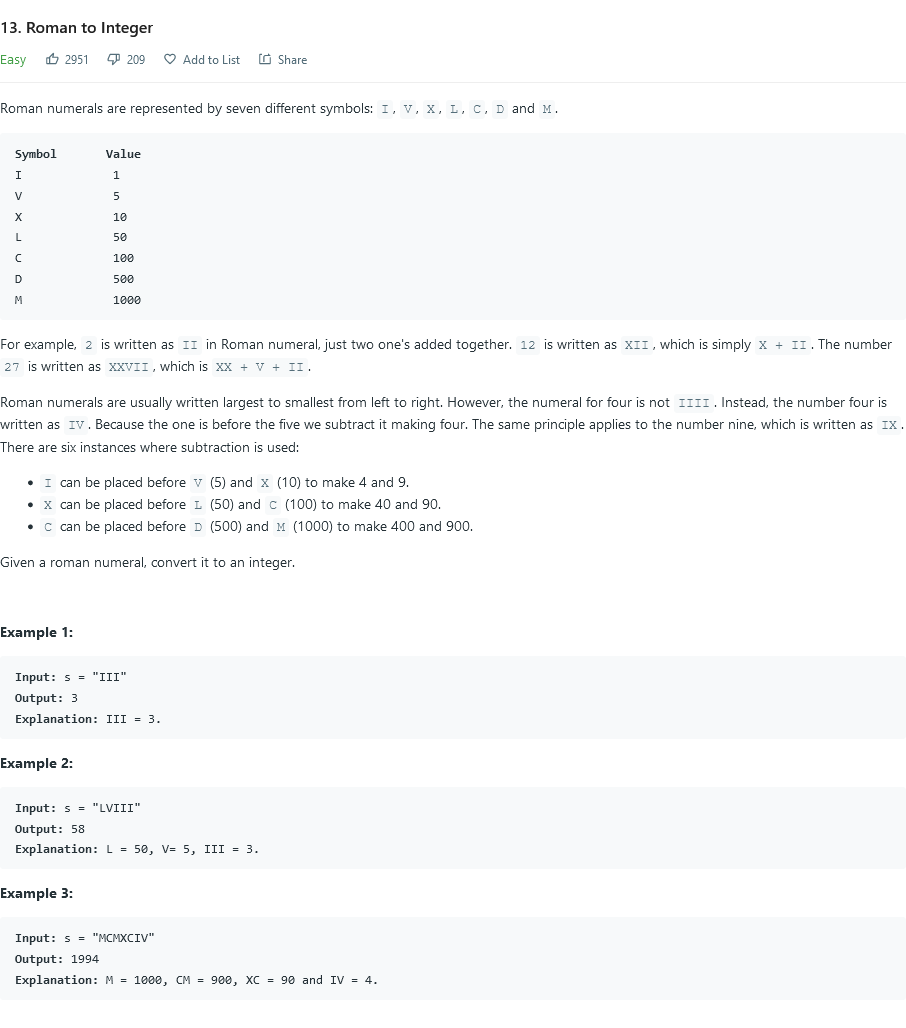 13. Roman to Integer
Easy 2951 209 Add to List Share
Roman numerals are represented by seven different symbols: I, V, X, L, C, D and M.
Symbol Value
I 1
V 5
X 10
L 50
C 100
D 500
M 1000
For example, 2 is written as II in Roman numeral, just two one's added together. 12 is written as XII, which is simply X + II. The number
27 is written as XXVII, which is XX + V + II.
Roman numerals are usually written largest to smallest from left to right. However, the numeral for four is not IIII. Instead, the number four is
written as IV. Because the one is before the five we subtract it making four. The same principle applies to the number nine, which is written as IX.
There are six instances where subtraction is used:
• I can be placed before V (5) and X (10) to make 4 and 9.
• X can be placed before L (50) and C (100) to make 40 and 90.
• C can be placed before D (500) and M (1000) to make 400 and 900.
Given a roman numeral, convert it to an integer.
Example 1:
Input: s = "III"
Output: 3
Explanation: III = 3.
Example 2:
Input: s = "LVIII"
Output: 58
Explanation: L = 50, V= 5, III = 3.
Example 3:
Input: s = "MCMXCIV"
Output: 1994
Explanation: M = 1000, CM = 900, XC = 90 and IV = 4.